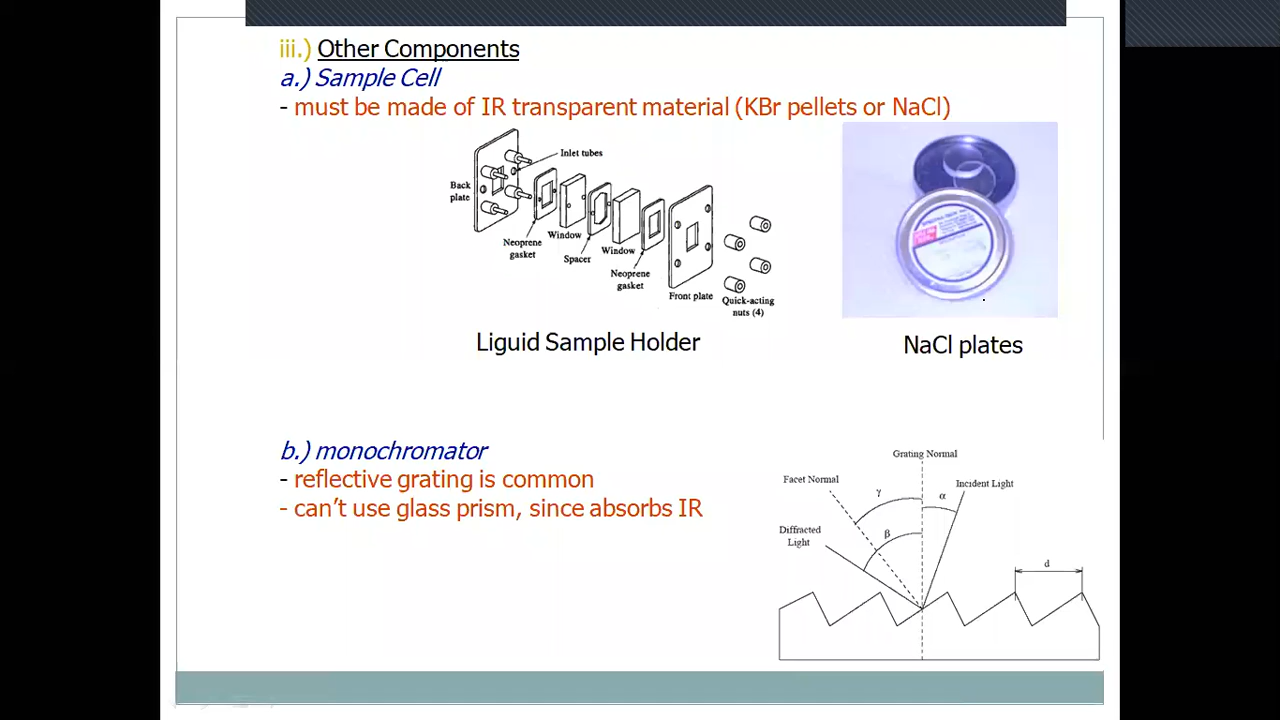 iii.) Other Components
a.) Sample Cell
- must be made of IR transparent material (KBr pellets or NaCl)
Inlet tubes
Back
plate
Neoprene
gasket
Window
Spacer
Window
Neoprene
gasket
Front plate
Quick-acting
nuts (4)
Liguid Sample Holder
NaCl plates
b.) monochromator
- reflective grating is common
- can't use glass prism, since absorbs IR
Grating Normal
Facet Normal
Incident Light
γ
α
Diffracted
Light
β
d